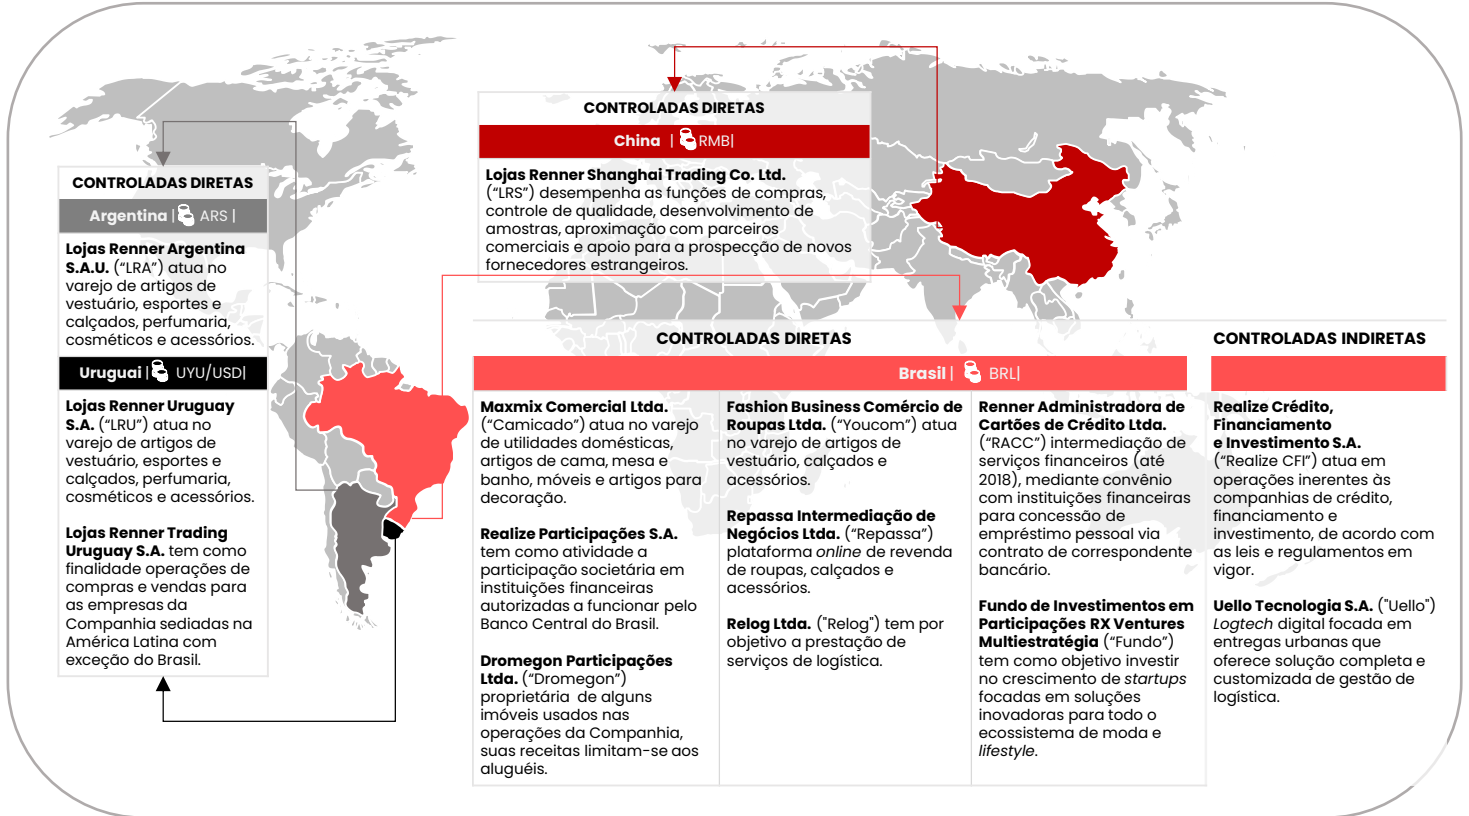 CONTROLADAS DIRETAS
China | RMB|
Lojas Renner Shanghai Trading Co. Ltd.
(“LRS”) desempenha as funções de compras,
controle de qualidade, desenvolvimento de
amostras, aproximação com parceiros
comerciais e apoio para a prospecção de novos
fornecedores estrangeiros.
CONTROLADAS DIRETAS
Argentina | ARS |
Lojas Renner Argentina
S.A.U. (“LRA”) atua no
varejo de artigos de
vestuário, esportes e
calçados, perfumaria,
cosméticos e acessórios.
Uruguai | UYU/USD|
Lojas Renner Uruguay
S.A. (“LRU”) atua no
varejo de artigos de
vestuário, esportes e
calçados, perfumaria,
cosméticos e acessórios.
Lojas Renner Trading
Uruguay S.A. tem como
finalidade operações de
compras e vendas para
as empresas da
Companhia sediadas na
América Latina com
exceção do Brasil.
CONTROLADAS DIRETAS
Brasil | BRL|
Maxmix Comercial Ltda.
(“Camicado”) atua no varejo
de utilidades domésticas,
artigos de cama, mesa e
banho, móveis e artigos para
decoração.
Realize Participações S.A.
tem como atividade a
participação societária em
instituições financeiras
autorizadas a funcionar pelo
Banco Central do Brasil.
Dromegon Participações
Ltda. (“Dromegon”)
proprietária de alguns
imóveis usados nas
operações da Companhia,
suas receitas limitam-se aos
aluguéis.
Fashion Business Comércio de
Roupas Ltda. (“Youcom”) atua
no varejo de artigos de
vestuário, calçados e
acessórios.
Repassa Intermediação de
Negócios Ltda. (“Repassa”)
plataforma online de revenda
de roupas, calçados e
acessórios.
Relog Ltda. ("Relog") tem por
objetivo a prestação de
serviços de logística.
Renner Administradora de
Cartões de Crédito Ltda.
(“RACC”) intermediação de
serviços financeiros (até
2018), mediante convênio
com instituições financeiras
para concessão de
empréstimo pessoal via
contrato de correspondente
bancário.
Fundo de Investimentos em
Participações RX Ventures
Multiestratégia (“Fundo”)
tem como objetivo investir
no crescimento de startups
focadas em soluções
inovadoras para todo o
ecossistema de moda e
lifestyle.
CONTROLADAS INDIRETAS
Realize Crédito,
Financiamento
e Investimento S.A.
(“Realize CFI”) atua em
operações inerentes às
companhias de crédito,
financiamento e
investimento, de acordo com
as leis e regulamentos em
vigor.
Uello Tecnologia S.A. ("Uello")
Logtech digital focada em
entregas urbanas que
oferece solução completa e
customizada de gestão de
logística.